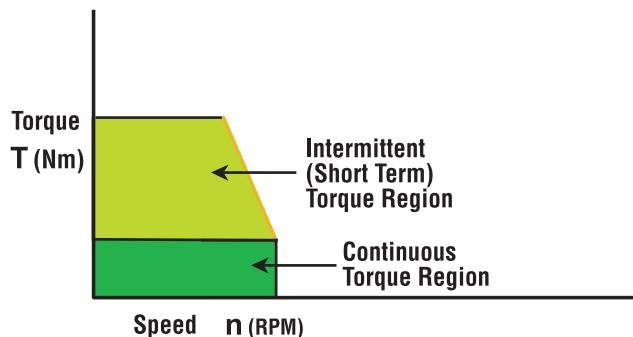 Torque
T (Nm)
Intermittent
(Short Term)
Torque Region
Continuous
Torque Region
Speed n (RPM)